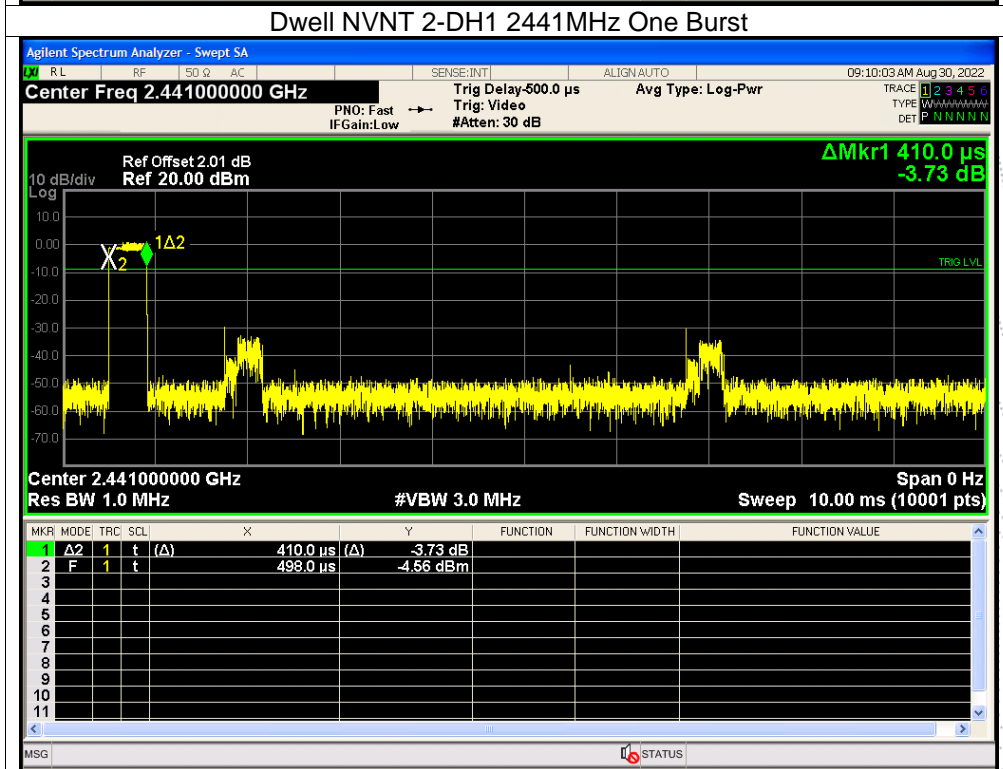 Dwell NVNT 2-DH1 2441MHz One Burst
Agilent Spectrum Analyzer - Swept SA
LXI RL RF 50 Ω AC SENSE:INT ALIGN AUTO 09:10:03 AM Aug 30, 2022
Center Freq 2.441000000 GHz Trig Delay-500.0 µs Avg Type: Log-Pwr TRACE 1 2 3 4 5 6
PNO: Fast Trig: Video TYPE WWWWWW
IFGain:Low #Atten: 30 dB DET P N N N N N
ΔMkr1 410.0 µs
-3.73 dB
Ref Offset 2.01 dB
10 dB/div Ref 20.00 dBm
Log
10.0
0.00
1Δ2
2
-10.0
TRIG LVL
-20.0
-30.0
-40.0
-50.0
-60.0
-70.0
Center 2.441000000 GHz Span 0 Hz
Res BW 1.0 MHz #VBW 3.0 MHz Sweep 10.00 ms (10001 pts)
MKR MODE TRC SCL X Y FUNCTION FUNCTION WIDTH FUNCTION VALUE
1 Δ2 1 t (Δ) 410.0 µs (Δ) -3.73 dB
2 F 1 t 498.0 µs -4.56 dBm
3
4
5
6
7
8
9
10
11
MSG STATUS